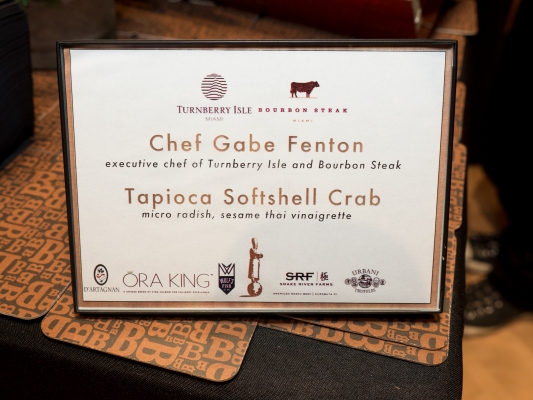 TURNBERRY ISLE
MIAMI
BOURBON STEAK
MIAMI
Chef Gabe Fenton
executive chef of Turnberry Isle and Bourbon Steak
Tapioca Softshell Crab
micro radish, sesame thai vinaigrette
D'ARTAGNAN
ŌRA KING
SRF
SNAKE RIVER FARMS
URBANI
TRUFFLES